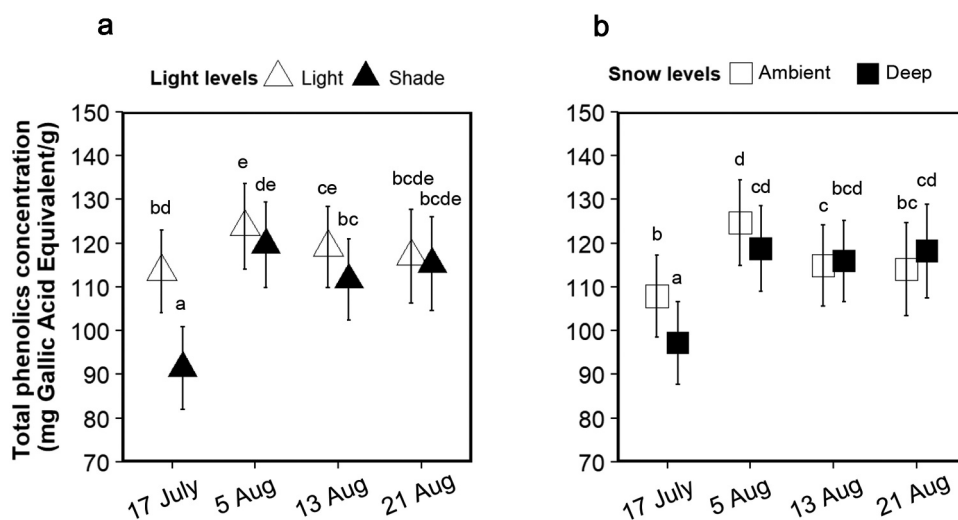 a
Light levels Light Shade
Total phenolics concentration
(mg Gallic Acid Equivalent/g)
150
140
130
120
110
100
90
80
70
bd
a
e
de
ce
bc
bcde
bcde
17 July
5 Aug
13 Aug
21 Aug
b
Snow levels Ambient Deep
150
140
130
120
110
100
90
80
70
b
a
d
cd
c
bcd
bc
cd
17 July
5 Aug
13 Aug
21 Aug